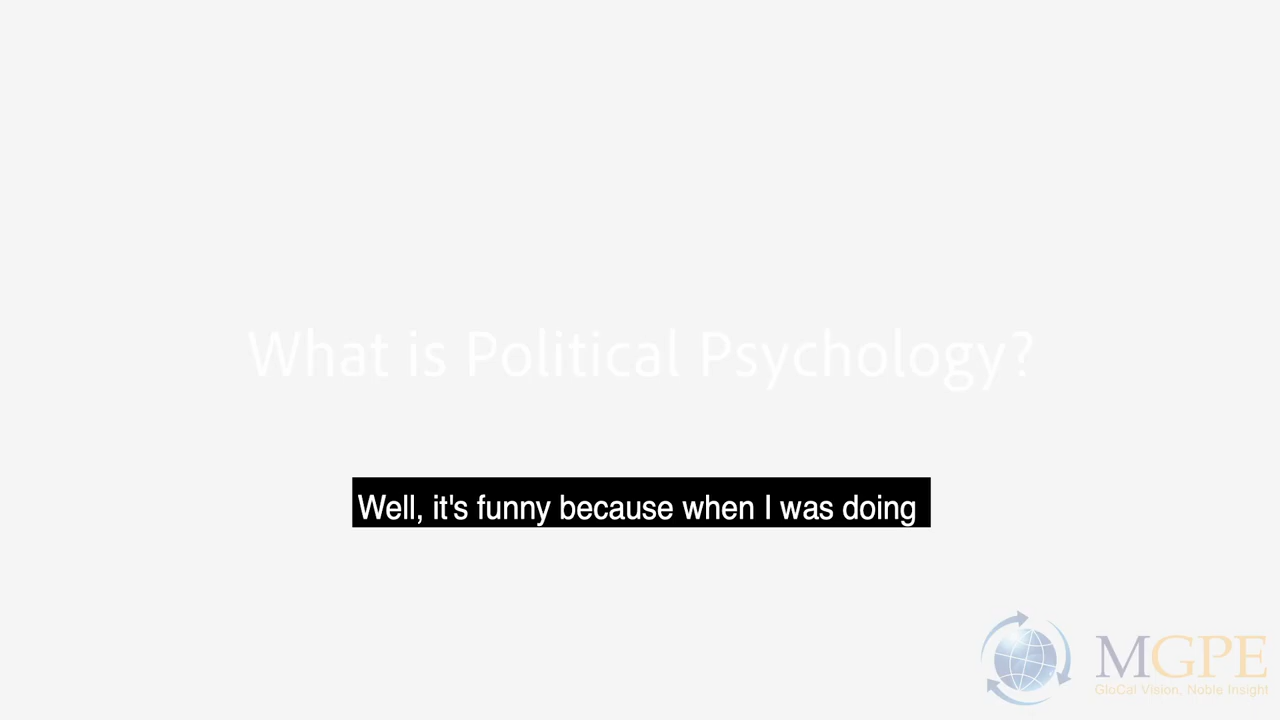 What is Political Psychology?
Well, it's funny because when I was doing
MGPE
GloCal Vision, Noble Insight